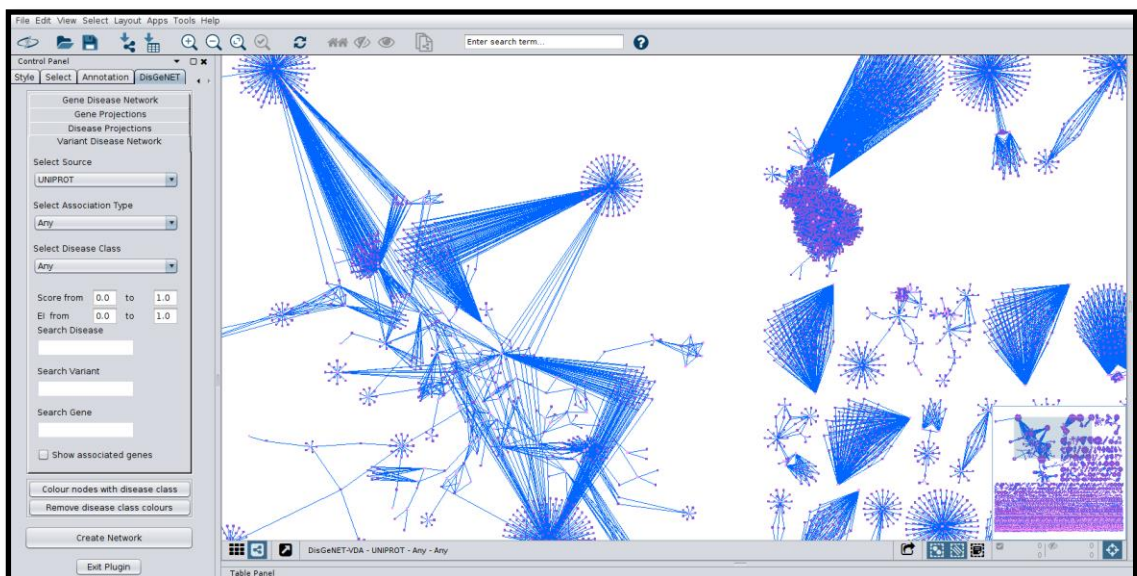 File Edit View Select Layout Apps Tools Help
Enter search term...
Control Panel
Style Select Annotation DisGeNET
Gene Disease Network
Gene Projections
Disease Projections
Variant Disease Network
Select Source
UNIPROT
Select Association Type
Any
Select Disease Class
Any
Score from 0.0 to 1.0
EI from 0.0 to 1.0
Search Disease
Search Variant
Search Gene
Show associated genes
Colour nodes with disease class
Remove disease class colours
Create Network
Exit Plugin
DisGeNET-VDA - UNIPROT - Any - Any
0 0
0 0
Table Panel